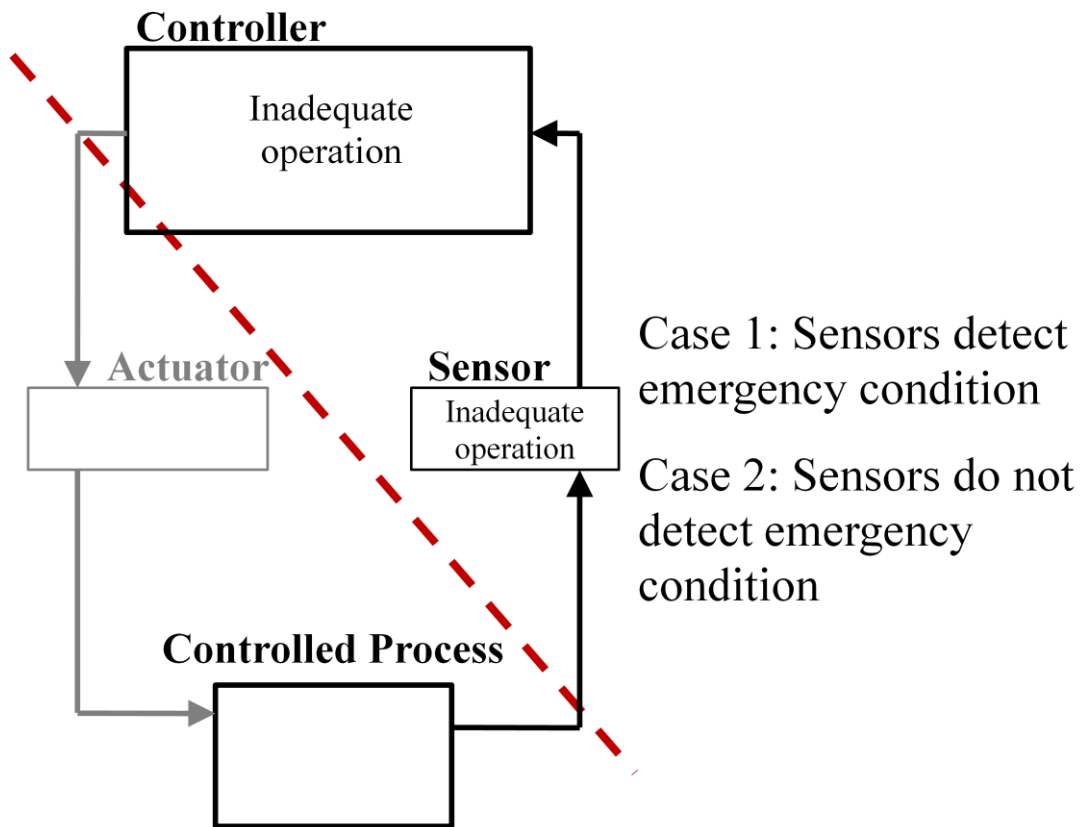 Controller
Inadequate
operation
Actuator
Sensor
Inadequate
operation
Case 1: Sensors detect
emergency condition
Case 2: Sensors do not
detect emergency
condition
Controlled Process